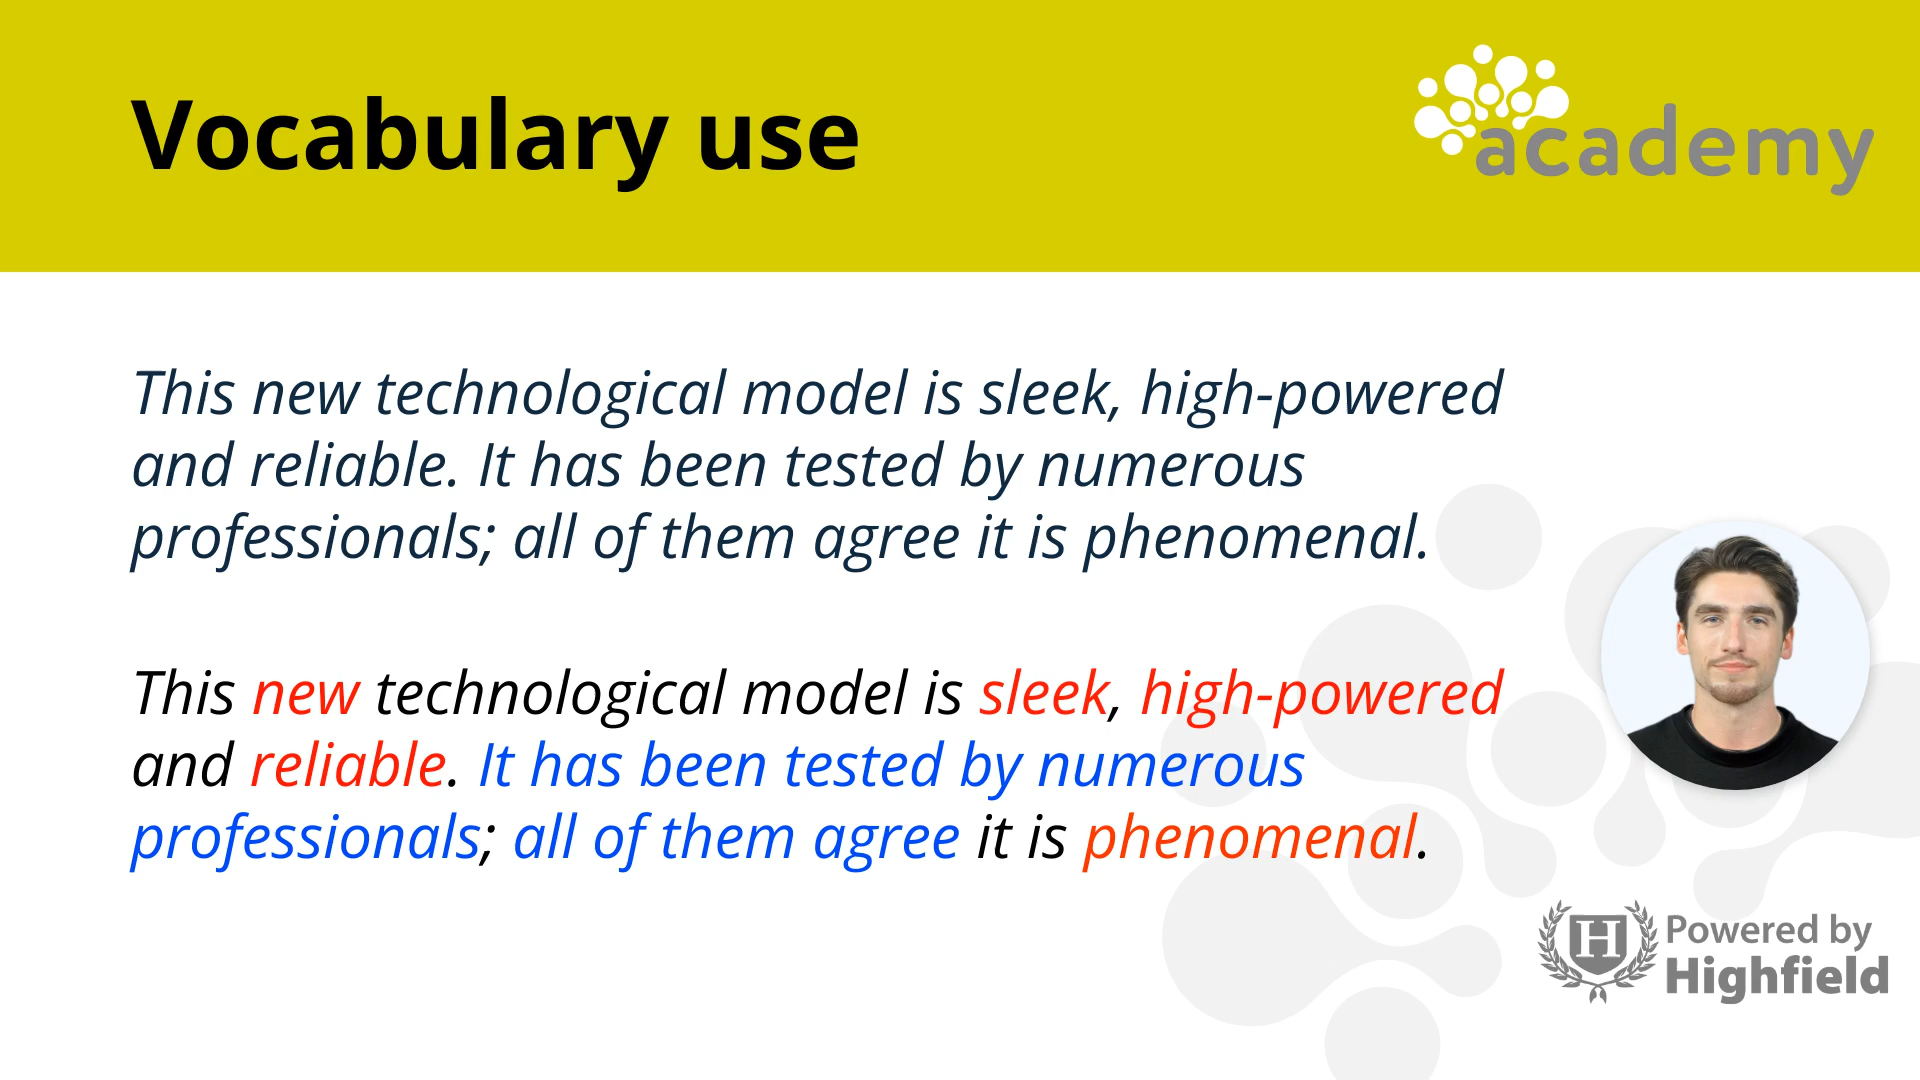 Vocabulary use
academy
This new technological model is sleek, high-powered
and reliable. It has been tested by numerous
professionals; all of them agree it is phenomenal.
This new technological model is sleek, high-powered
and reliable. It has been tested by numerous
professionals; all of them agree it is phenomenal.
H
Powered by
Highfield